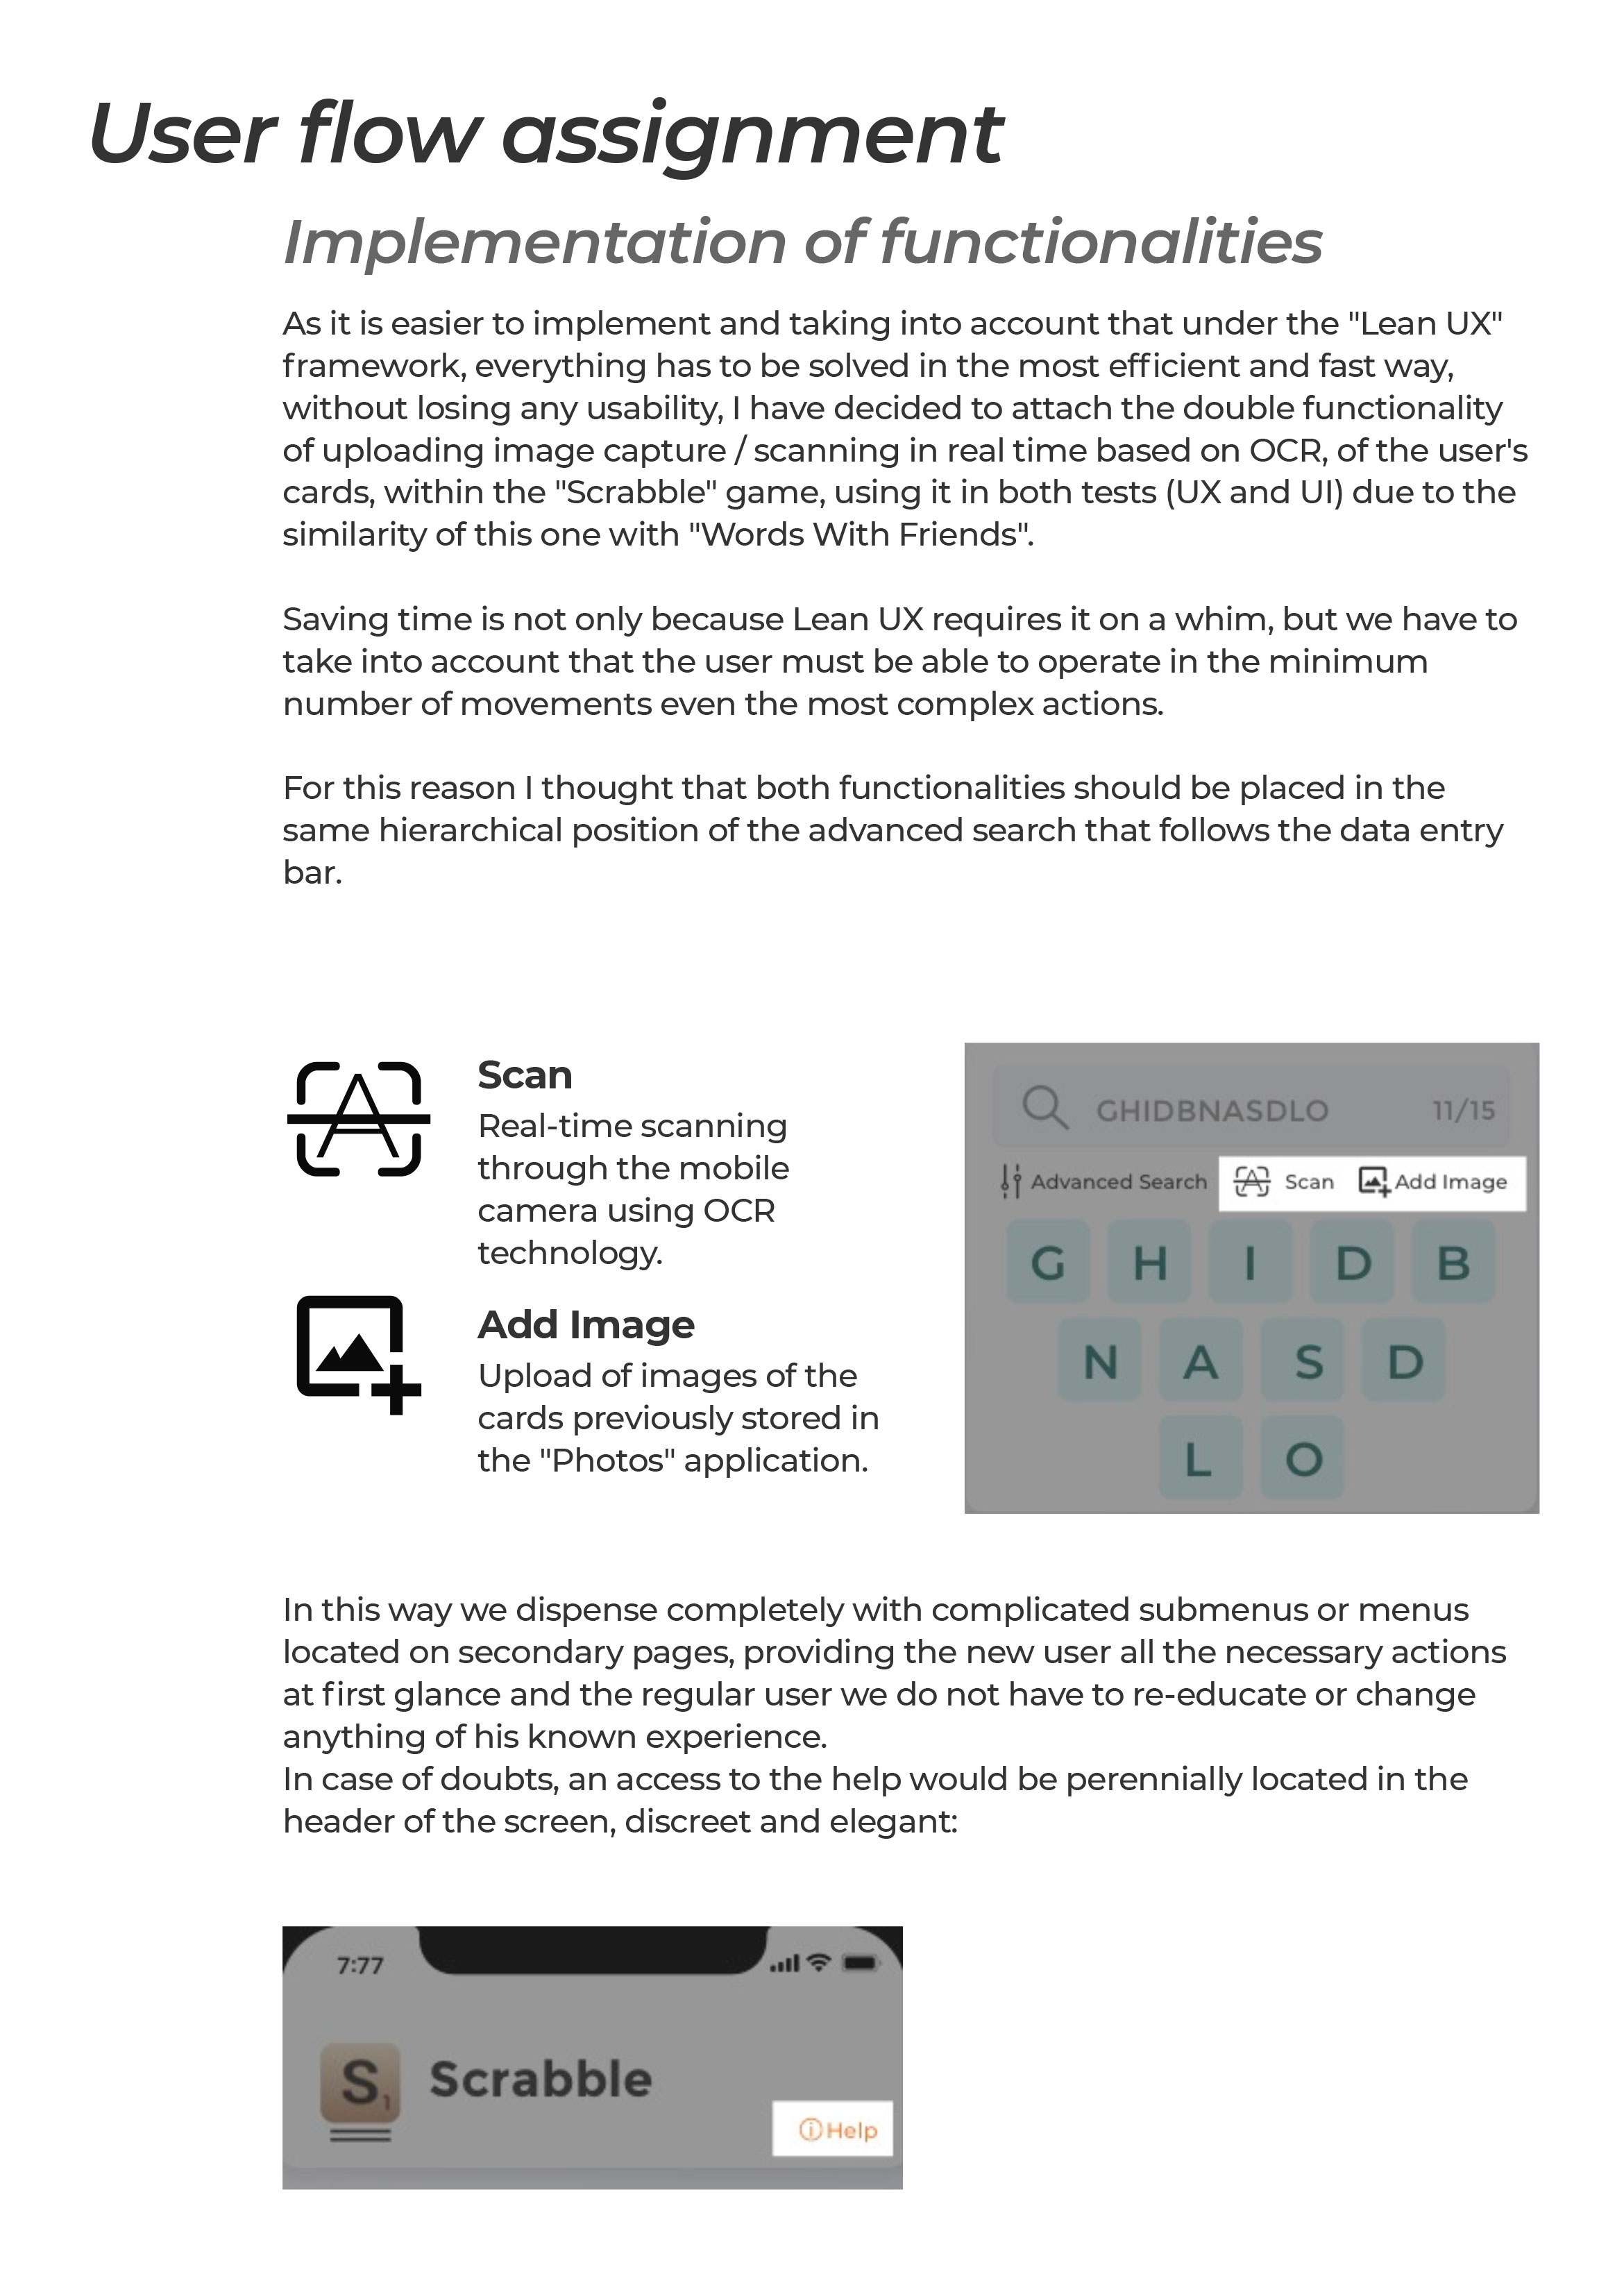 User flow assignment
Implementation of functionalities
As it is easier to implement and taking into account that under the "Lean UX"
framework, everything has to be solved in the most efficient and fast way,
without losing any usability, I have decided to attach the double functionality
of uploading image capture / scanning in real time based on OCR, of the user's
cards, within the "Scrabble" game, using it in both tests (UX and UI) due to the
similarity of this one with "Words With Friends".
Saving time is not only because Lean UX requires it on a whim, but we have to
take into account that the user must be able to operate in the minimum
number of movements even the most complex actions.
For this reason I thought that both functionalities should be placed in the
same hierarchical position of the advanced search that follows the data entry
bar.
Scan
Real-time scanning
through the mobile
camera using OCR
technology.
Add Image
Upload of images of the
cards previously stored in
the "Photos" application.
GHIDBNASDLO 11/15
Advanced Search Scan Add Image
G H I D B
N A S D
L O
In this way we dispense completely with complicated submenus or menus
located on secondary pages, providing the new user all the necessary actions
at first glance and the regular user we do not have to re-educate or change
anything of his known experience.
In case of doubts, an access to the help would be perennially located in the
header of the screen, discreet and elegant:
7:77
S1 Scrabble
Help